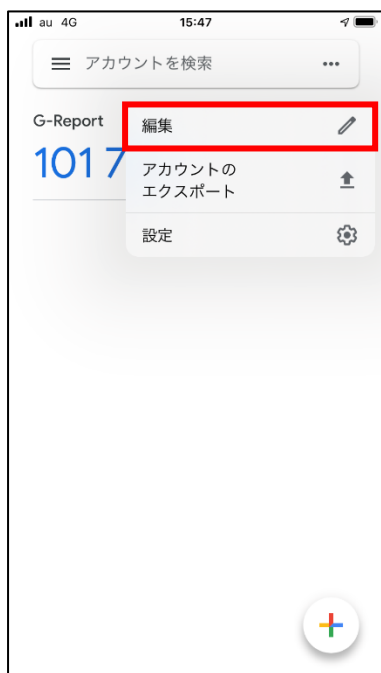 au 4G 15:47
アカウントを検索
G-Report
101 7
編集
アカウントの
エクスポート
設定